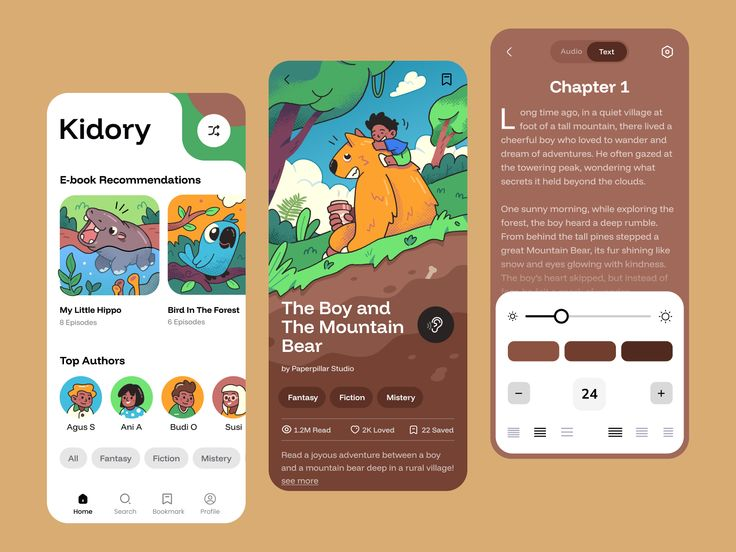 Kidory
E-book Recommendations
My Little Hippo
8 Episodes
Bird In The Forest
6 Episodes
Top Authors
Agus S
Ani A
Budi O
Susi
All
Fantasy
Fiction
Mistery
Home
Search
Bookmark
Profile
The Boy and
The Mountain
Bear
by Paperpillar Studio
Fantasy
Fiction
Mistery
1.2M Read
2K Loved
22 Saved
Read a joyous adventure between a boy
and a mountain bear deep in a rural village!
see more
Audio
Text
Chapter 1
Long time ago, in a quiet village at
foot of a tall mountain, there lived a
cheerful boy who loved to wander and
dream of adventures. He often gazed at
the towering peak, wondering what
secrets it held beyond the clouds.
One sunny morning, while exploring the
forest, the boy heard a deep rumble.
From behind the tall pines stepped a
great Mountain Bear, its fur shining like
snow and eyes glowing with kindness.
The boy's heart skipped, but instead of
24